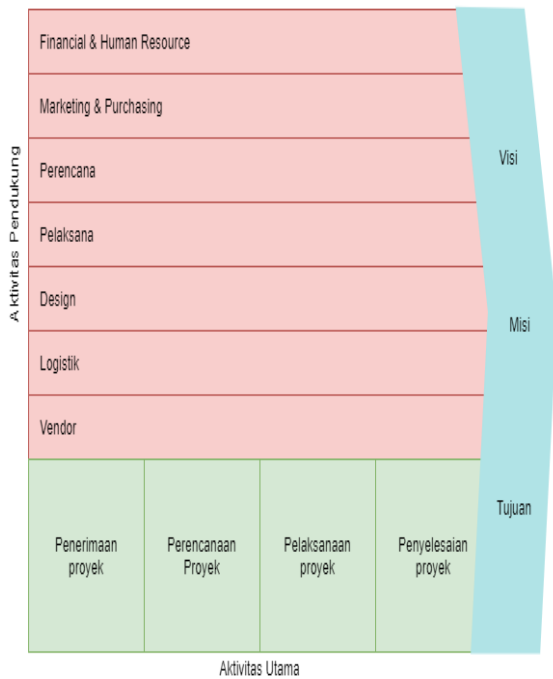 Aktivitas Pendukung
Financial & Human Resource
Marketing & Purchasing
Perencana
Pelaksana
Design
Logistik
Vendor
Visi
Misi
Tujuan
Penerimaan
proyek
Perencanaan
Proyek
Pelaksanaan
proyek
Penyelesaian
proyek
Aktivitas Utama